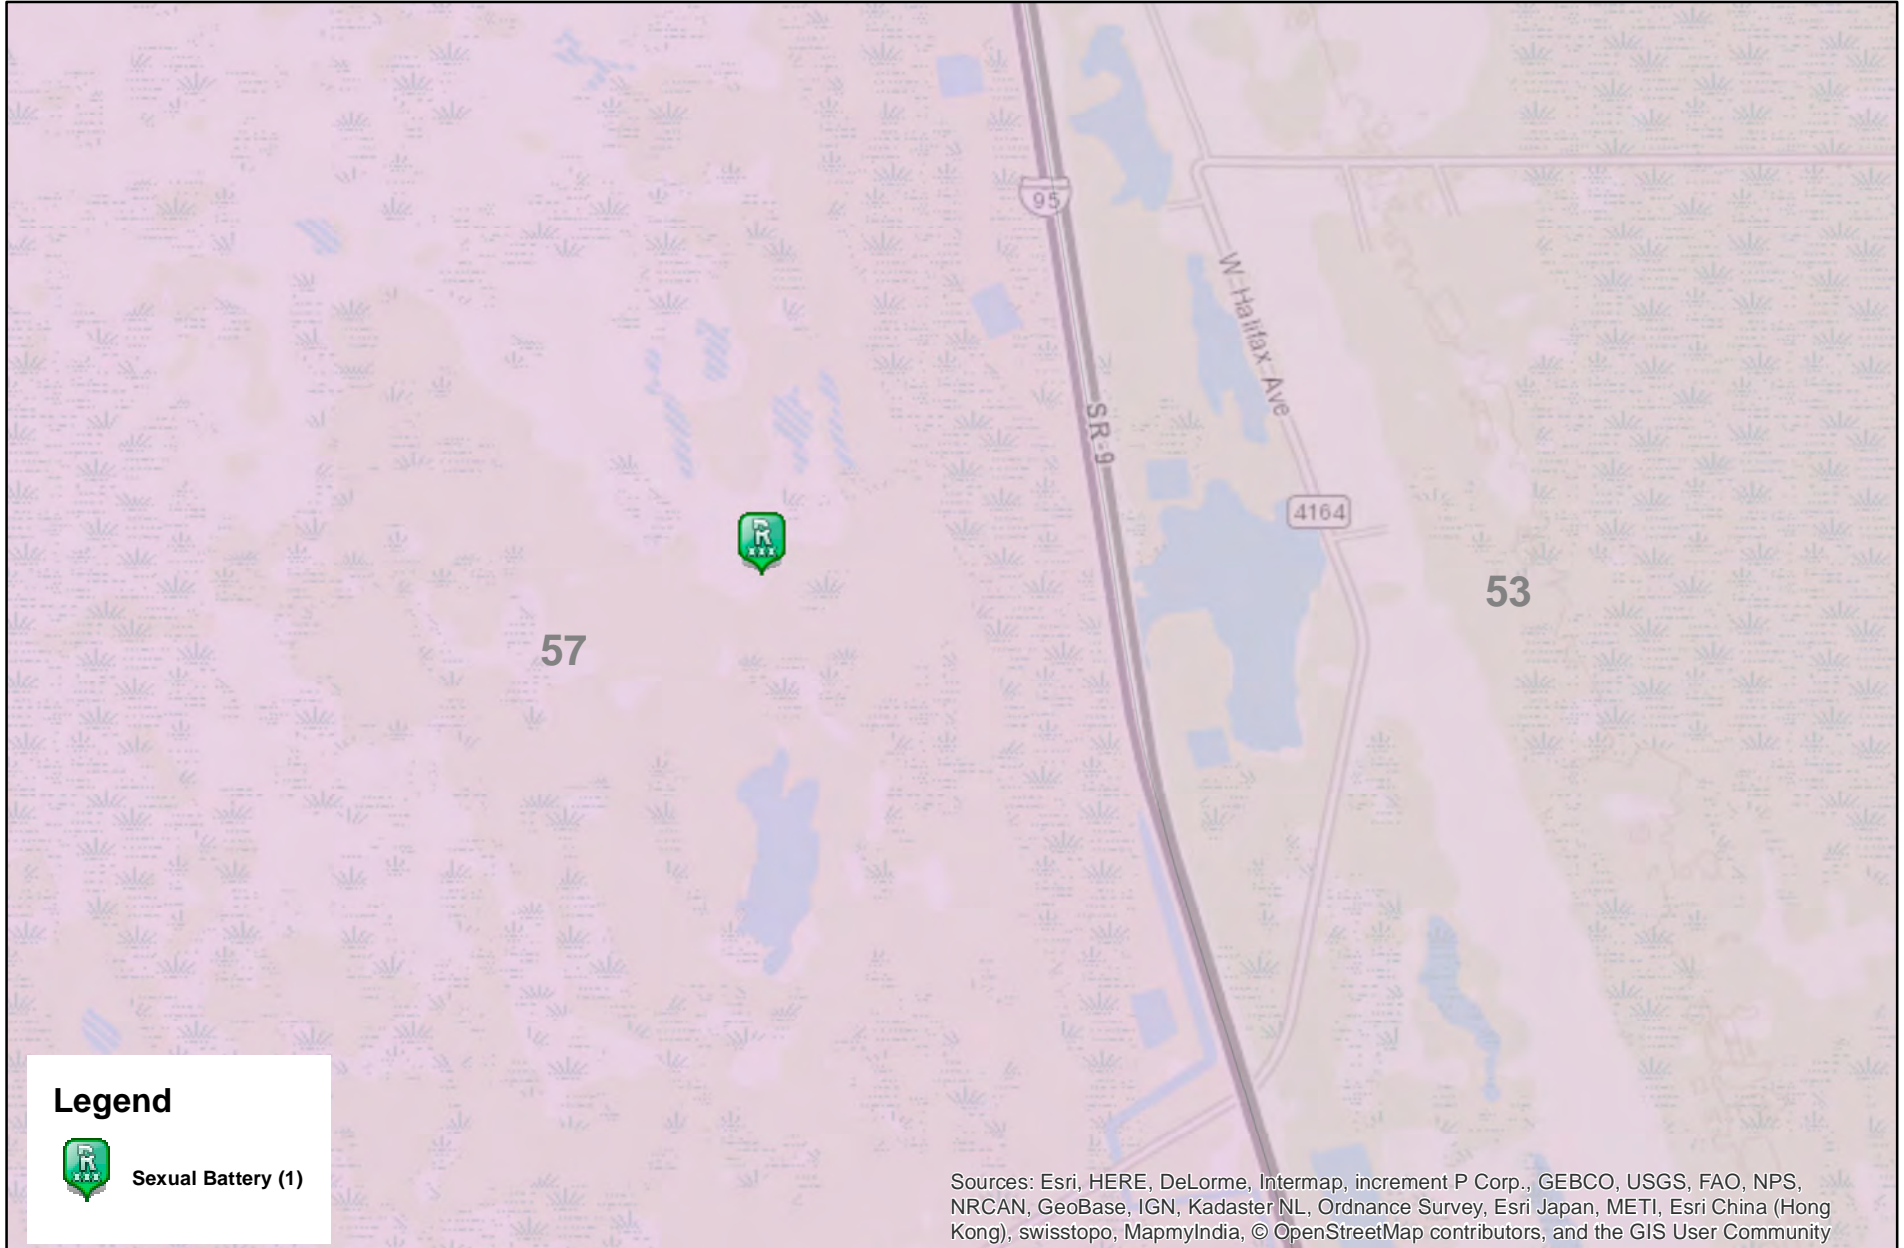 95
W Halifax Ave
SR-9
4164
53
R
xxx
57
Legend
R
xxx
Sexual Battery (1)
Sources: Esri, HERE, DeLorme, Intermap, increment P Corp., GEBCO, USGS, FAO, NPS,
NRCAN, GeoBase, IGN, Kadaster NL, Ordnance Survey, Esri Japan, METI, Esri China (Hong
Kong), swisstopo, MapmyIndia, © OpenStreetMap contributors, and the GIS User Community